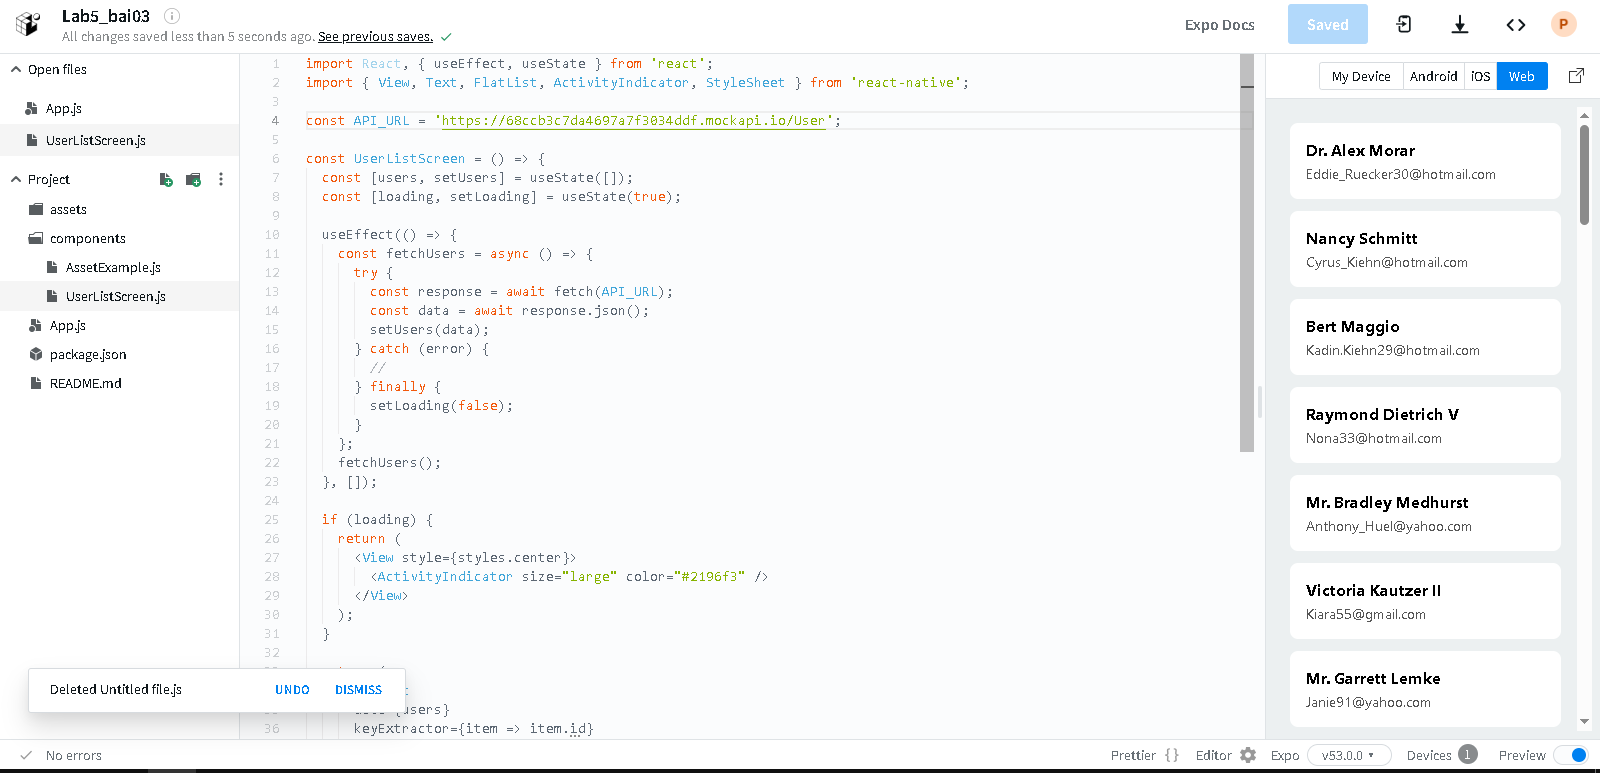 Lab5_bai03
All changes saved less than 5 seconds ago. See previous saves.
Expo Docs
Saved
P
Open files
App.js
UserListScreen.js
Project
assets
components
AssetExample.js
UserListScreen.js
App.js
package.json
README.md
1 import React, { useEffect, useState } from 'react';
2 import { View, Text, FlatList, ActivityIndicator, StyleSheet } from 'react-native';
3
4 const API_URL = 'https://68ccb3c7da4697a7f3034ddf.mockapi.io/User';
5
6 const UserListScreen = () => {
7 const [users, setUsers] = useState([]);
8 const [loading, setLoading] = useState(true);
9
10 useEffect(() => {
11 const fetchUsers = async () => {
12 try {
13 const response = await fetch(API_URL);
14 const data = await response.json();
15 setUsers(data);
16 } catch (error) {
17 //
18 } finally {
19 setLoading(false);
20 }
21 };
22 fetchUsers();
23 }, []);
24
25 if (loading) {
26 return (
27 <View style={styles.center}>
28 <ActivityIndicator size="large" color="#2196f3" />
29 </View>
30 );
31 }
32
{users}
36 keyExtractor={item => item.id}
Deleted Untitled file.js
UNDO
DISMISS
My Device
Android
iOS
Web
Dr. Alex Morar
Eddie_Ruecker30@hotmail.com
Nancy Schmitt
Cyrus_Kiehn@hotmail.com
Bert Maggio
Kadin.Kiehn29@hotmail.com
Raymond Dietrich V
Nona33@hotmail.com
Mr. Bradley Medhurst
Anthony_Huel@yahoo.com
Victoria Kautzer II
Kiara55@gmail.com
Mr. Garrett Lemke
Janie91@yahoo.com
No errors
Prettier { }
Editor
Expo
v53.0.0
Devices 1
Preview